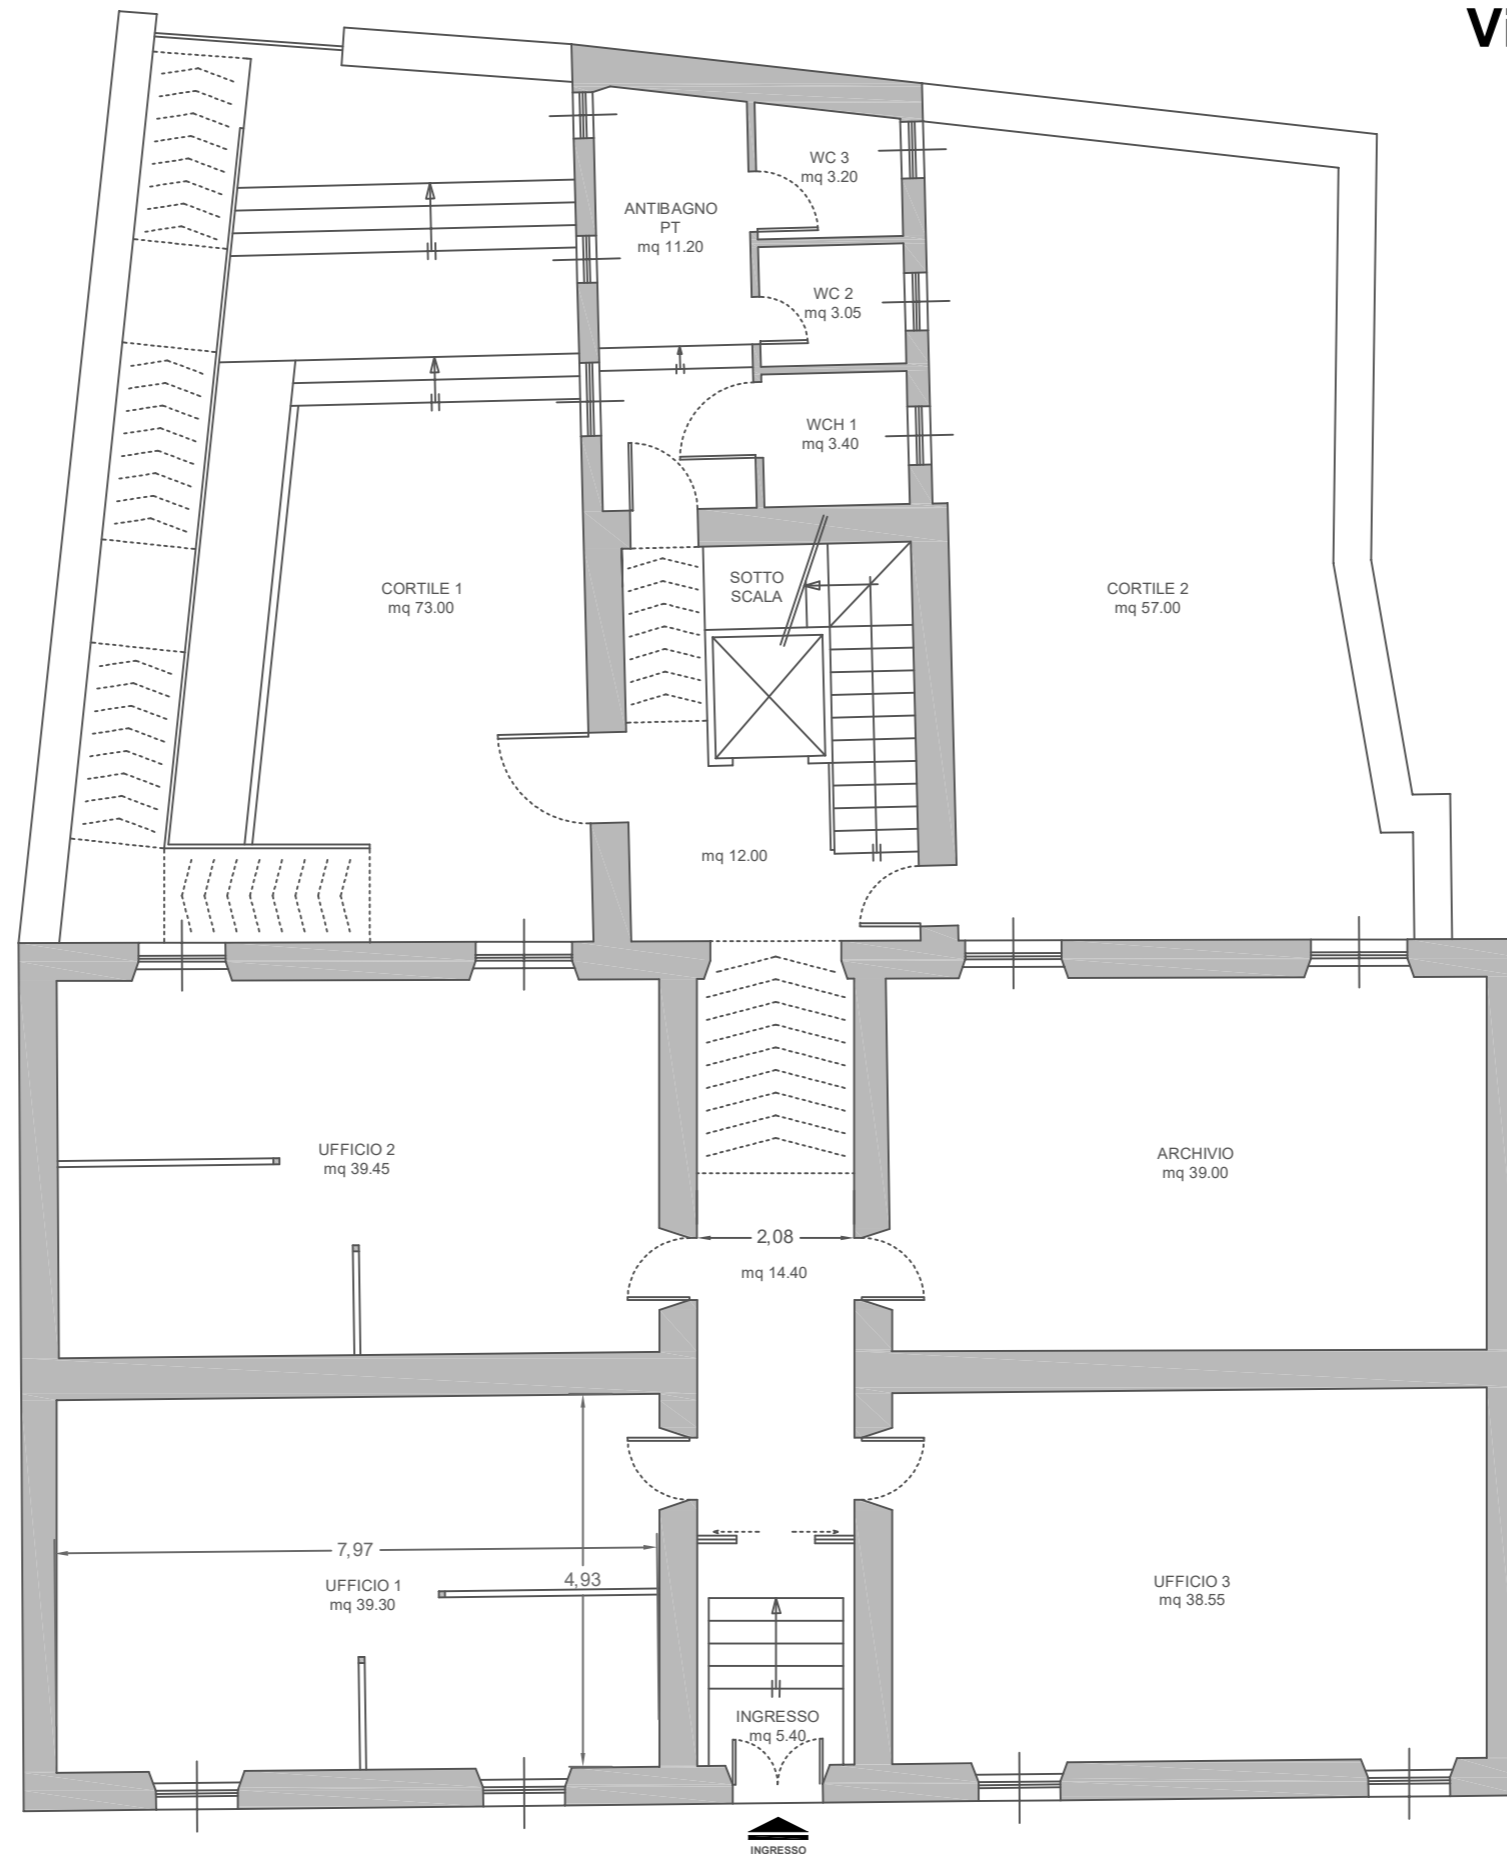 Vi
WC 3
mq 3.20
ANTIBAGNO
PT
mq 11.20
WC 2
mq 3.05
WCH 1
mq 3.40
CORTILE 1
mq 73.00
SOTTO
SCALA
CORTILE 2
mq 57.00
mq 12.00
UFFICIO 2
mq 39.45
ARCHIVIO
mq 39.00
2,08
mq 14.40
7,97
4,93
UFFICIO 1
mq 39.30
UFFICIO 3
mq 38.55
INGRESSO
mq 5.40
INGRESSO